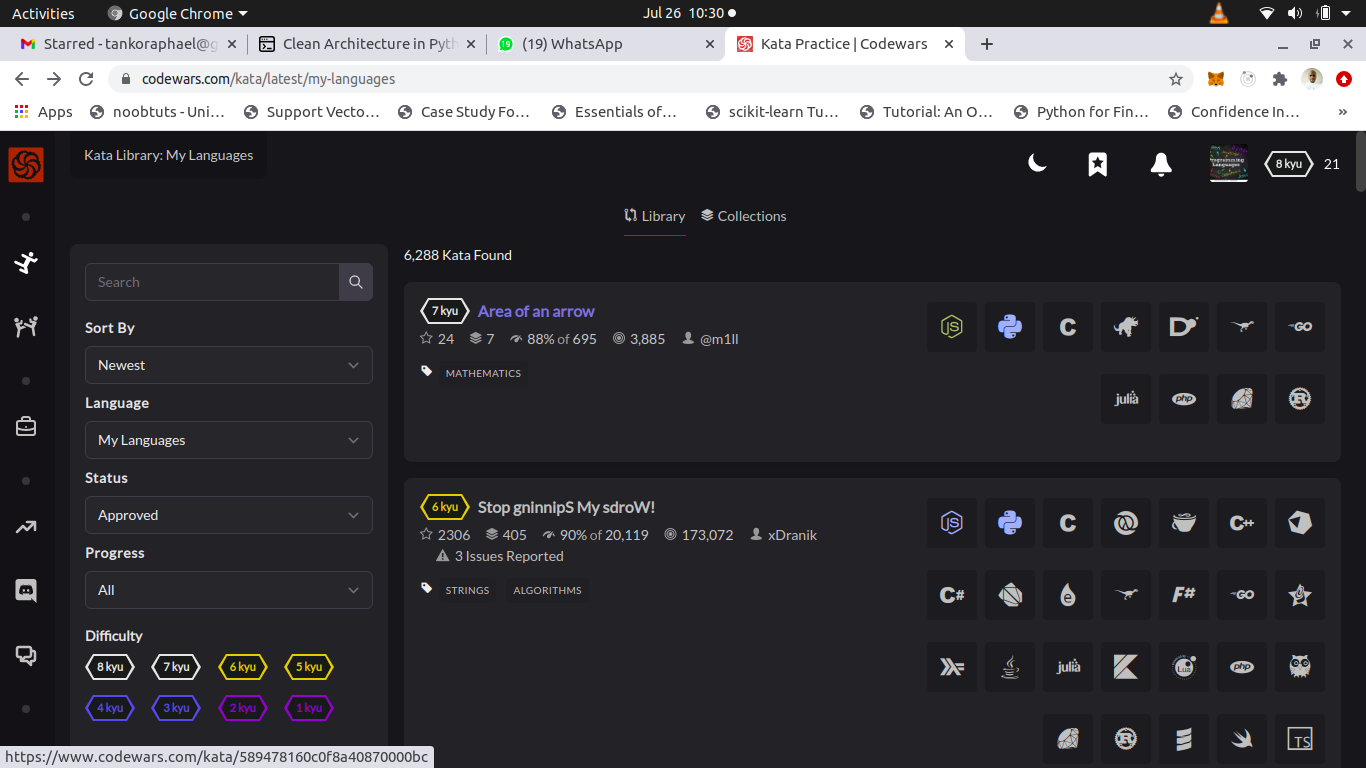 Activities Google Chrome Jul 26 10:30
Starred - tankoraphael@g
Clean Architecture in Pyth
(19) WhatsApp
Kata Practice | Codewars
codewars.com/kata/latest/my-languages
Apps
noobtuts - Uni...
Support Vecto...
Case Study Fo...
Essentials of...
scikit-learn Tu...
Tutorial: An O...
Python for Fin...
Confidence In...
»
Kata Library: My Languages
8 kyu 21
Library Collections
6,288 Kata Found
Search
Sort By
Newest
Language
My Languages
Status
Approved
Progress
All
Difficulty
8 kyu 7 kyu 6 kyu 5 kyu
4 kyu 3 kyu 2 kyu 1 kyu
7 kyu Area of an arrow
24 7 88% of 695 3,885 @m1ll
MATHEMATICS
JS C D GO
julia php R
6 kyu Stop gninnipS My sdroW!
2306 405 90% of 20,119 173,072 xDranik
3 Issues Reported
STRINGS ALGORITHMS
JS C C++
C# e F# GO
julia Lua php
R TS
https://www.codewars.com/kata/589478160c0f8a40870000bc